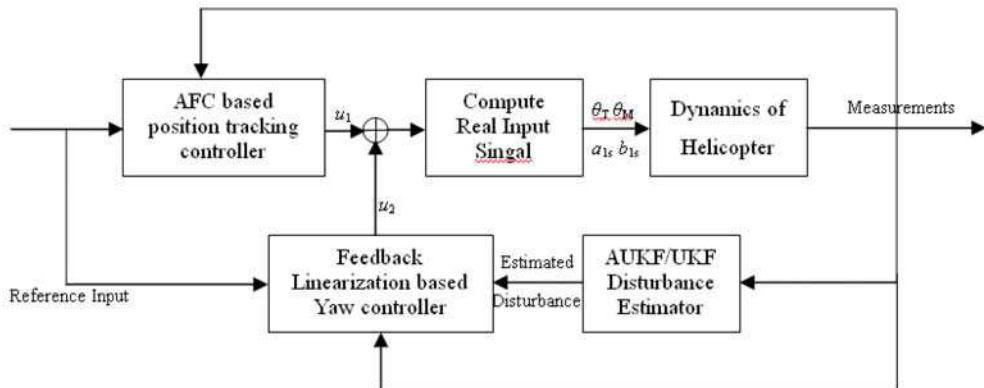 AFC based
position tracking
controller
u1
Compute
Real Input
Singal
θT θM
a1s b1s
Dynamics of
Helicopter
Measurements
u2
Reference Input
Feedback
Linearization based
Yaw controller
Estimated
Disturbance
AUKF/UKF
Disturbance
Estimator